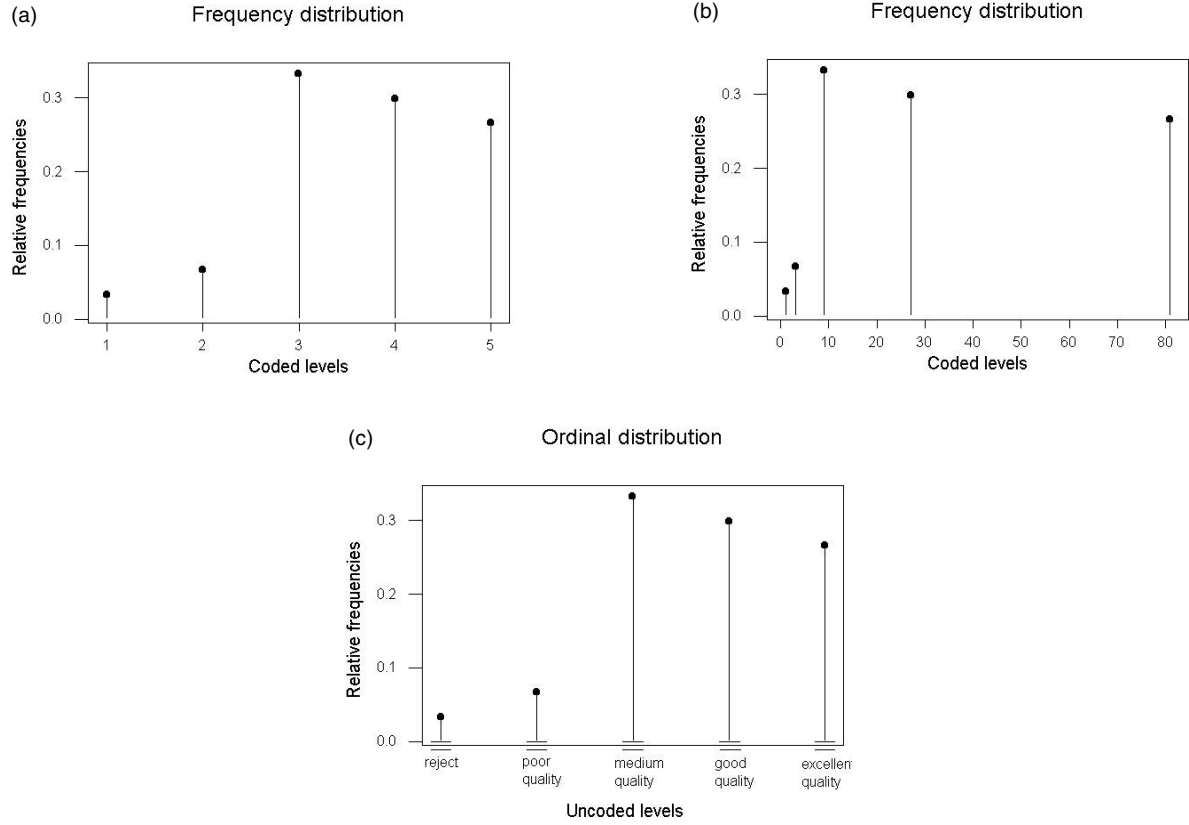 (a)
Frequency distribution
Relative frequencies
0.3
0.2
0.1
0.0
1 2 3 4 5
Coded levels
(b)
Frequency distribution
Relative frequencies
0.3
0.2
0.1
0.0
0 10 20 30 40 50 60 70 80
Coded levels
(c)
Ordinal distribution
Relative frequencies
0.3
0.2
0.1
0.0
reject poor medium good excellen
quality quality quality quality
Uncoded levels